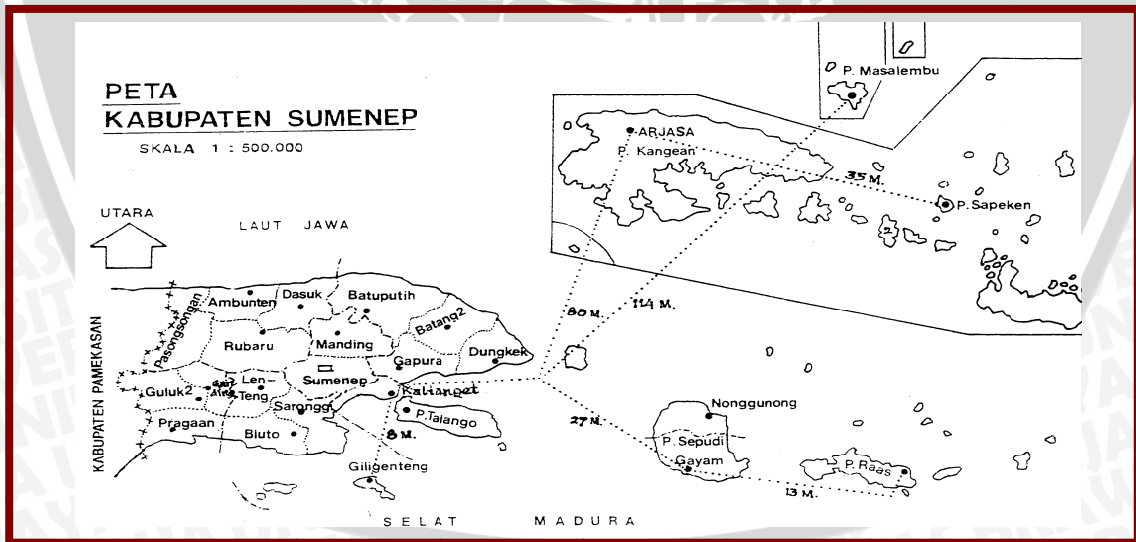 PETA
KABUPATEN SUMENEP
SKALA 1 : 500.000
UTARA
LAUT JAWA
P. Masalembu
ARJASA
P. Kangean
35 M.
P. Sapeken
2
114 M.
80 M.
KABUPATEN PAMEKASAN
Pasongsongan
Ambunten
Dasuk
Batuputih
Batang2
Rubaru
Manding
Gapura
Dungkek
Guluk2
Len-
Teng
Sumenep
Kalianget
Saronggi
P. Talango
Pragaan
Bluto
8 M.
Giligenteng
27 M.
Nonggunong
P. Sepudi
Gayam
P. Raas
13 M.
SELAT MADURA